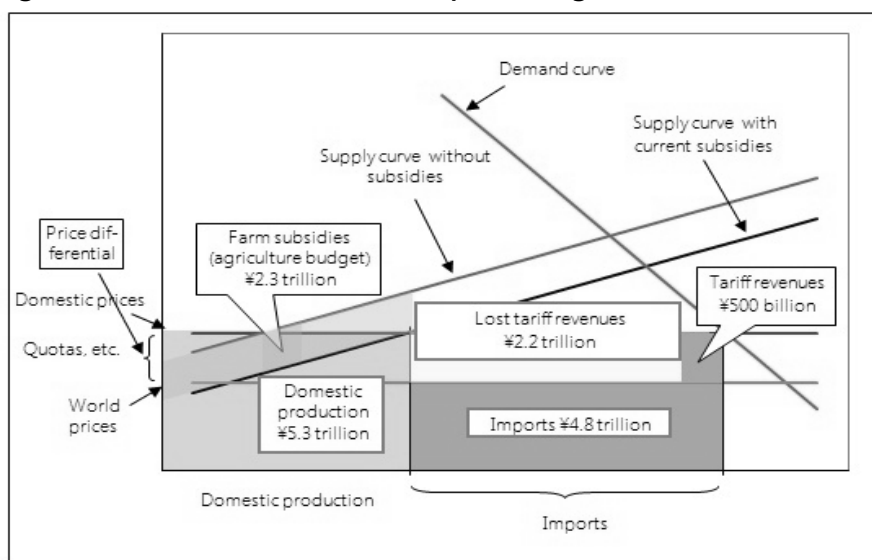 Demand curve
Supply curve with
current subsidies
Supply curve without
subsidies
Price dif-
ferential
Farm subsidies
(agriculture budget)
¥2.3 trillion
Tariff revenues
¥500 billion
Domestic prices
Lost tariff revenues
¥2.2 trillion
Quotas, etc.
Domestic
production
¥5.3 trillion
World
prices
Imports ¥4.8 trillion
Domestic production
Imports